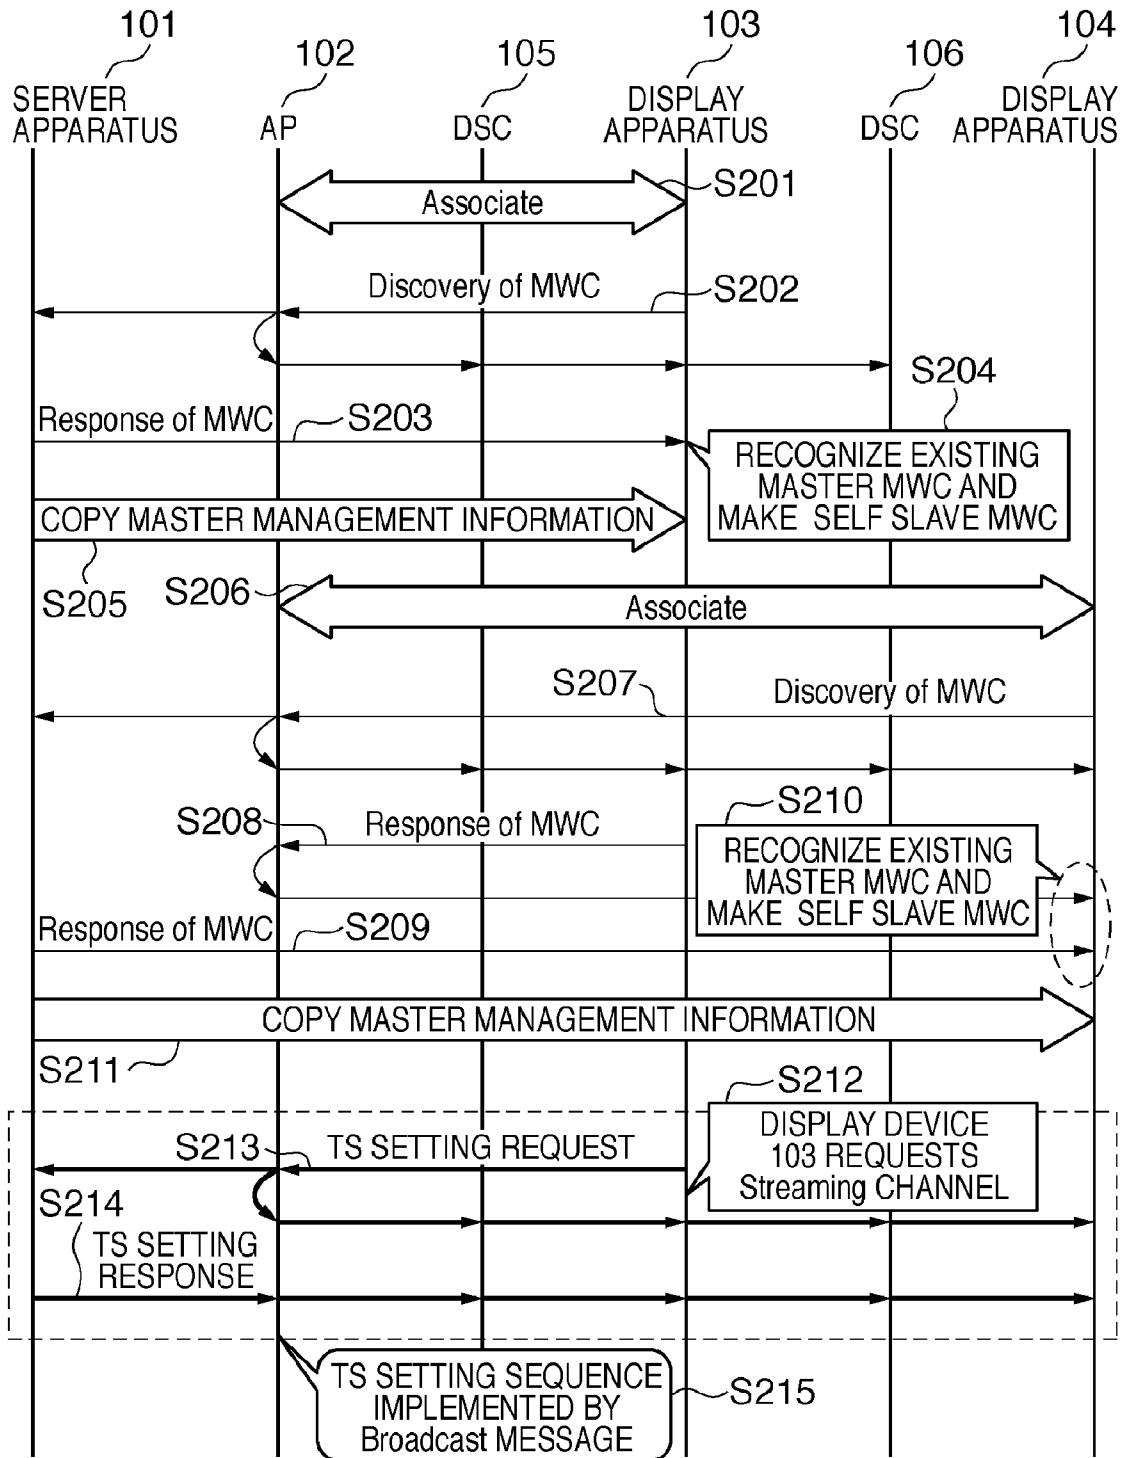 101
102
105
103
106
104
SERVER
APPARATUS
AP
DSC
DISPLAY
APPARATUS
DSC
DISPLAY
APPARATUS
S201
Associate
Discovery of MWC
S202
S204
Response of MWC
S203
RECOGNIZE EXISTING
MASTER MWC AND
MAKE SELF SLAVE MWC
COPY MASTER MANAGEMENT INFORMATION
S205
S206
Associate
S207
Discovery of MWC
S210
S208
Response of MWC
RECOGNIZE EXISTING
MASTER MWC AND
MAKE SELF SLAVE MWC
Response of MWC
S209
COPY MASTER MANAGEMENT INFORMATION
S211
S212
DISPLAY DEVICE
103 REQUESTS
Streaming CHANNEL
S213
TS SETTING REQUEST
S214
TS SETTING
RESPONSE
TS SETTING SEQUENCE
IMPLEMENTED BY
Broadcast MESSAGE
S215